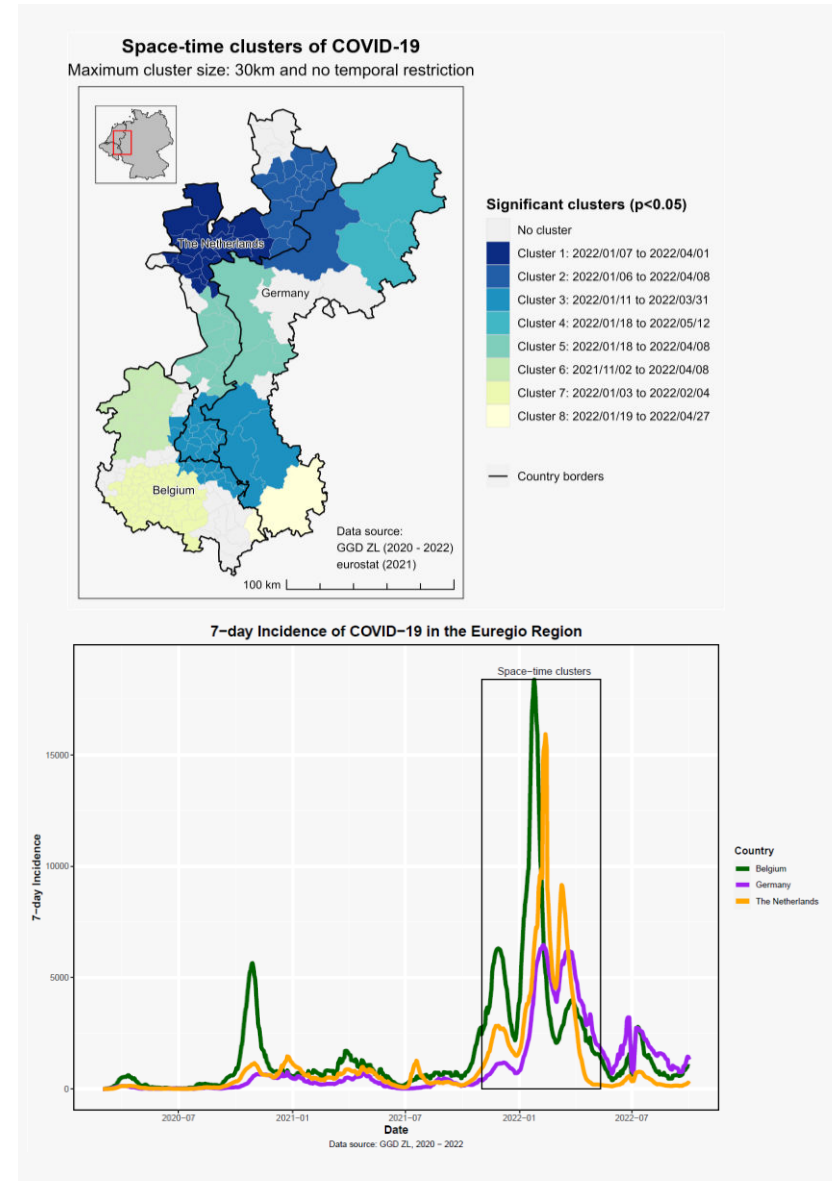 Space-time clusters of COVID-19
Maximum cluster size: 30km and no temporal restriction
The Netherlands
Germany
Belgium
Data source:
GGD ZL (2020 - 2022)
eurostat (2021)
100 km
Significant clusters (p<0.05)
No cluster
Cluster 1: 2022/01/07 to 2022/04/01
Cluster 2: 2022/01/06 to 2022/04/08
Cluster 3: 2022/01/11 to 2022/03/31
Cluster 4: 2022/01/18 to 2022/05/12
Cluster 5: 2022/01/18 to 2022/04/08
Cluster 6: 2021/11/02 to 2022/04/08
Cluster 7: 2022/01/03 to 2022/02/04
Cluster 8: 2022/01/19 to 2022/04/27
Country borders
7−day Incidence of COVID−19 in the Euregio Region
Space−time clusters
15000
10000
5000
0
7−day Incidence
2020−07
2021−01
2021−07
2022−01
2022−07
Date
Data source: GGD ZL, 2020 − 2022
Country
Belgium
Germany
The Netherlands